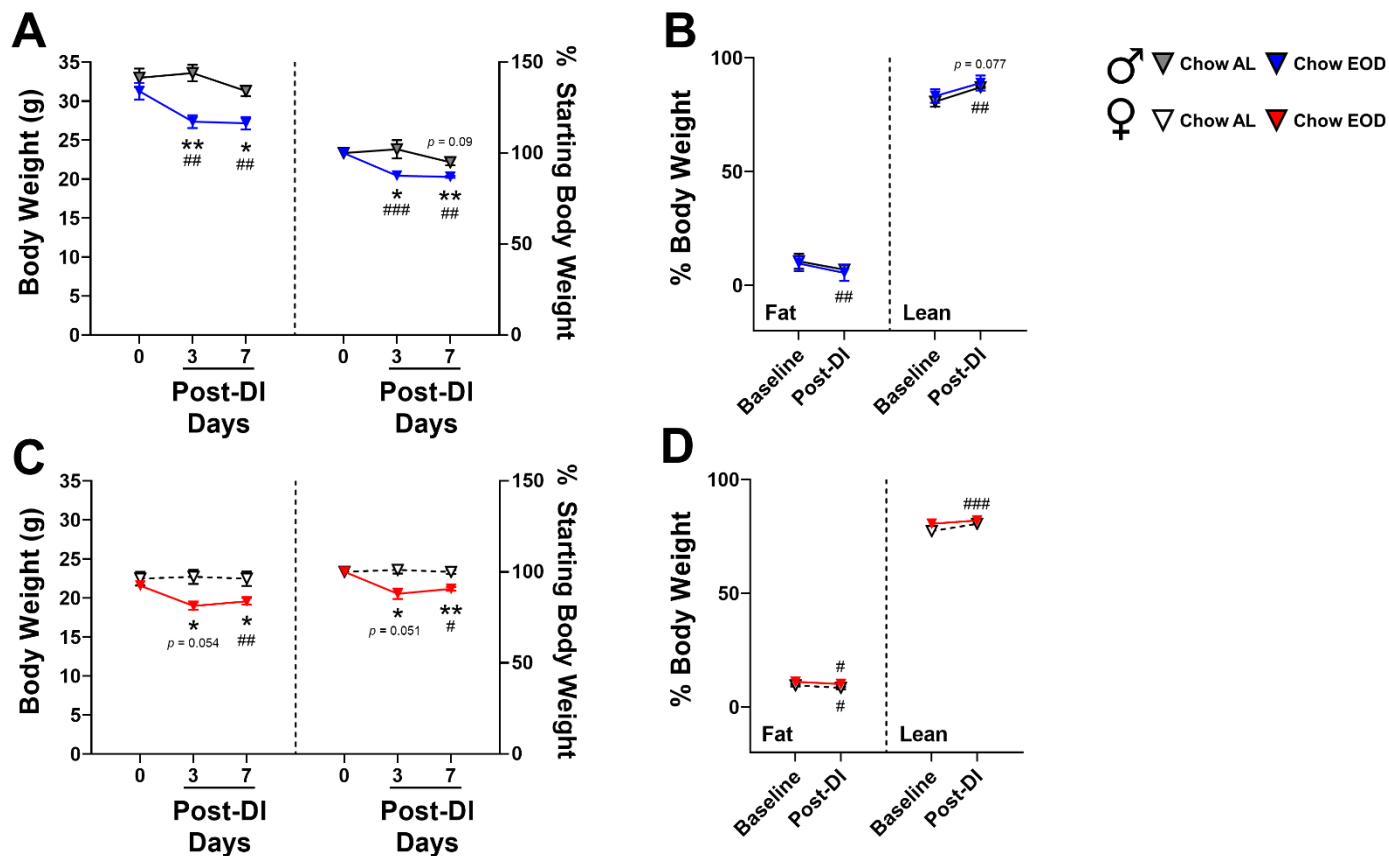 A
Body Weight (g)
35
30
25
20
15
10
5
0
** 
##
*
##
0
3
7
Post-DI
Days
p = 0.09
*
###
**
##
0
3
7
Post-DI
Days
150
100
50
0
% Starting Body Weight
B
% Body Weight
100
50
0
p = 0.077
##
##
Fat
Lean
Baseline
Post-DI
Baseline
Post-DI
♂ Chow AL Chow EOD
♀ Chow AL Chow EOD
C
Body Weight (g)
35
30
25
20
15
10
5
0
*
p = 0.054
*
##
0
3
7
Post-DI
Days
*
p = 0.051
**
#
0
3
7
Post-DI
Days
150
100
50
0
% Starting Body Weight
D
% Body Weight
100
50
0
###
#
#
Fat
Lean
Baseline
Post-DI
Baseline
Post-DI